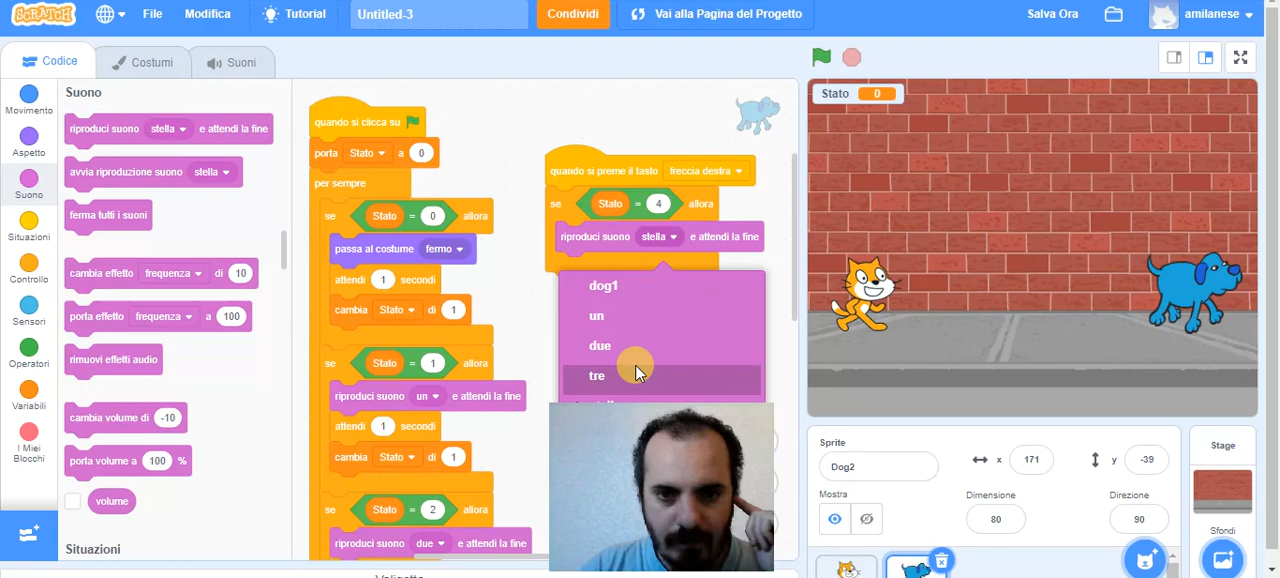 SCRATCH File Modifica Tutorial Untitled-3 Condividi Vai alla Pagina del Progetto Salva Ora amilanese
Codice Costumi Suoni
Movimento
Aspetto
Suono
Situazioni
Controllo
Sensori
Operatori
Variabili
I Miei
Blocchi
Suono
riproduci suono stella e attendi la fine
avvia riproduzione suono stella
ferma tutti i suoni
cambia effetto frequenza di 10
porta effetto frequenza a 100
rimuovi effetti audio
cambia volume di -10
porta volume a 100 %
volume
Situazioni
quando si clicca su
porta Stato a 0
per sempre
se Stato = 0 allora
passa al costume fermo
attendi 1 secondi
cambia Stato di 1
se Stato = 1 allora
riproduci suono un e attendi la fine
attendi 1 secondi
cambia Stato di 1
se Stato = 2 allora
riproduci suono due e attendi la fine
quando si preme il tasto freccia destra
se Stato = 4 allora
riproduci suono stella e attendi la fine
dog1
un
due
tre
Stato 0
Sprite
Dog2
x 171 y -39
Mostra
Dimensione
80
Direzione
90
Stage
Sfondi